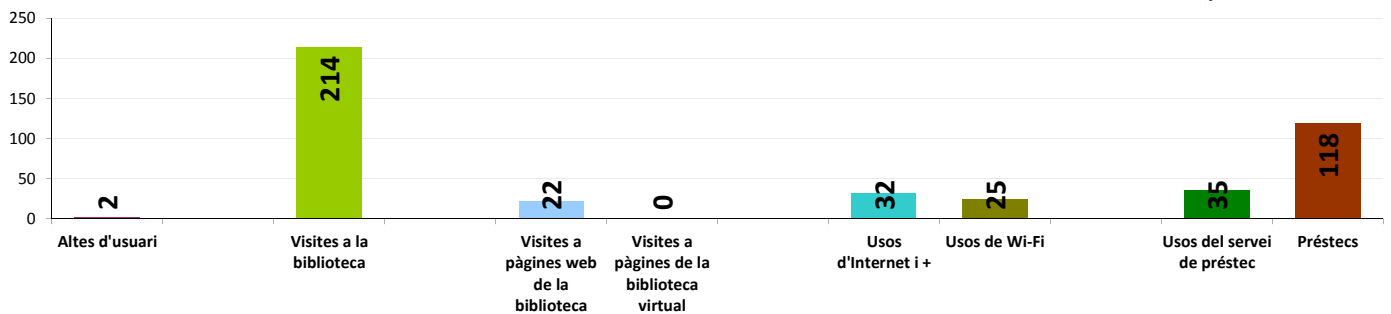 250
200
150
100
50
0
2
214
22
0
32
25
35
118
Altes d'usuari
Visites a la
biblioteca
Visites a
pàgines web
de la
biblioteca
Visites a
pàgines de la
biblioteca
virtual
Usos
d'Internet i +
Usos de Wi-Fi
Usos del servei
de préstec
Préstecs